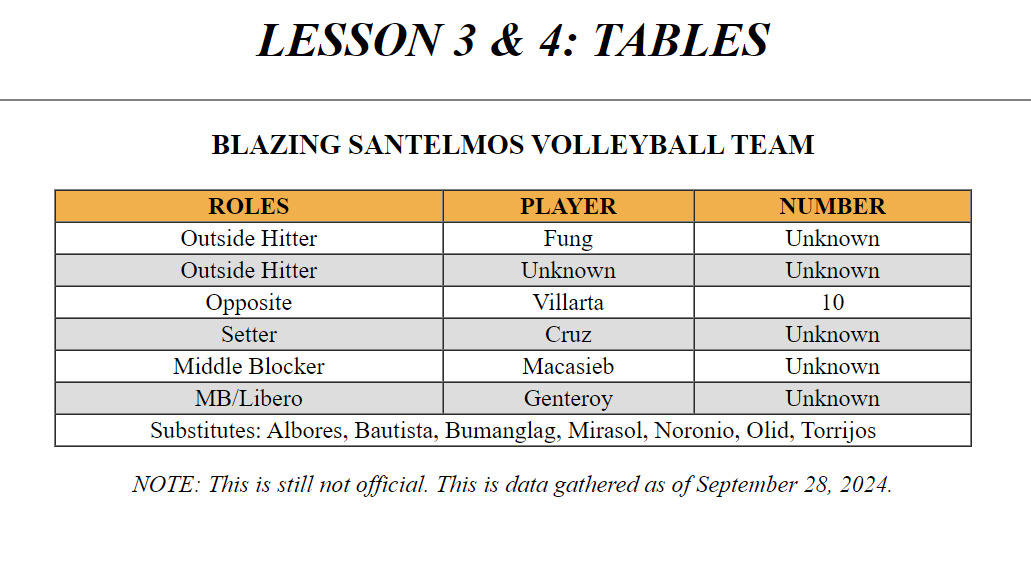 LESSON 3 & 4: TABLES
BLAZING SANTELMOS VOLLEYBALL TEAM
ROLES PLAYER NUMBER
Outside Hitter Fung Unknown
Outside Hitter Unknown Unknown
Opposite Villarta 10
Setter Cruz Unknown
Middle Blocker Macasieb Unknown
MB/Libero Genteroy Unknown
Substitutes: Albores, Bautista, Bumanglag, Mirasol, Noronio, Olid, Torrijos
NOTE: This is still not official. This is data gathered as of September 28, 2024.